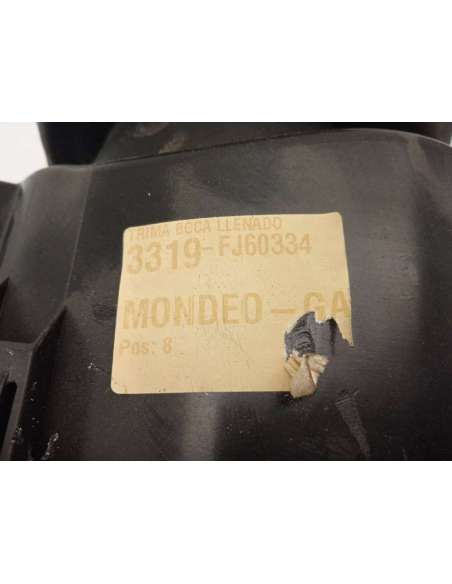 TRIMA BOCA LLENADO
3319-FJ60334
MONDEO-GA
Pos: 8